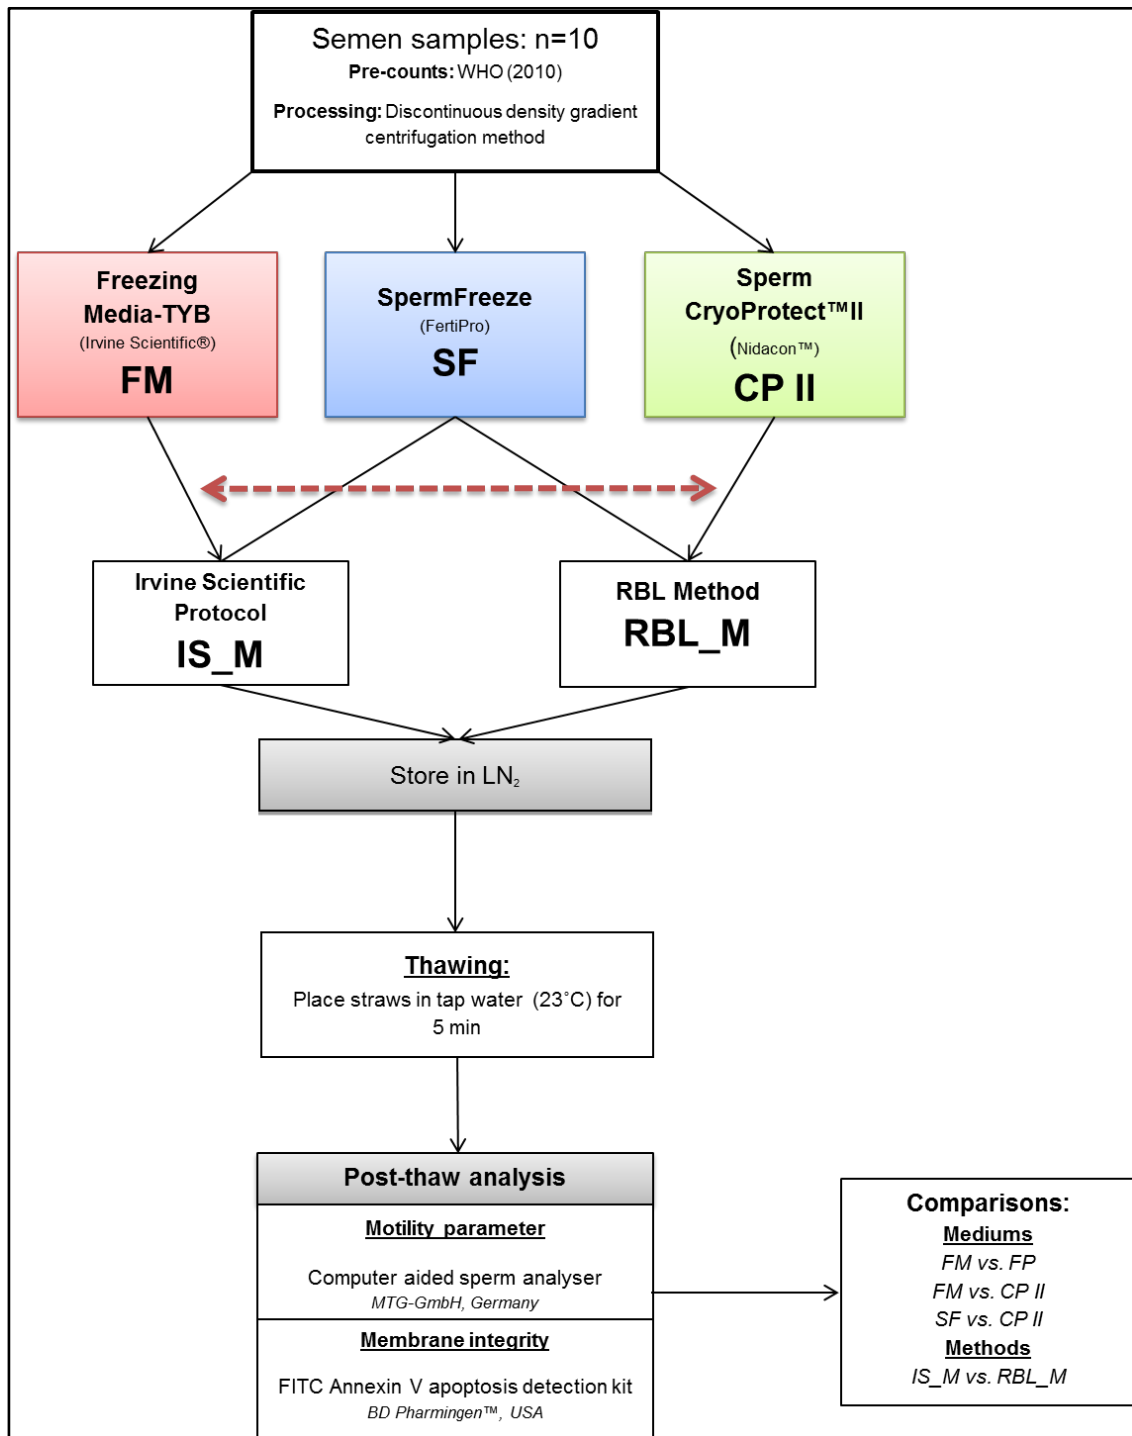 Semen samples: n=10
Pre-counts: WHO (2010)
Processing: Discontinuous density gradient
centrifugation method
Freezing
Media-TYB
(Irvine Scientific®)
FM
SpermFreeze
(FertiPro)
SF
Sperm
CryoProtect™II
(Nidacon™)
CP II
Irvine Scientific
Protocol
IS_M
RBL Method
RBL_M
Store in LN₂
Thawing:
Place straws in tap water (23˚C) for
5 min
Post-thaw analysis
Motility parameter
Computer aided sperm analyser
MTG-GmbH, Germany
Membrane integrity
FITC Annexin V apoptosis detection kit
BD Pharmingen™, USA
Comparisons:
Mediums
FM vs. FP
FM vs. CP II
SF vs. CP II
Methods
IS_M vs. RBL_M